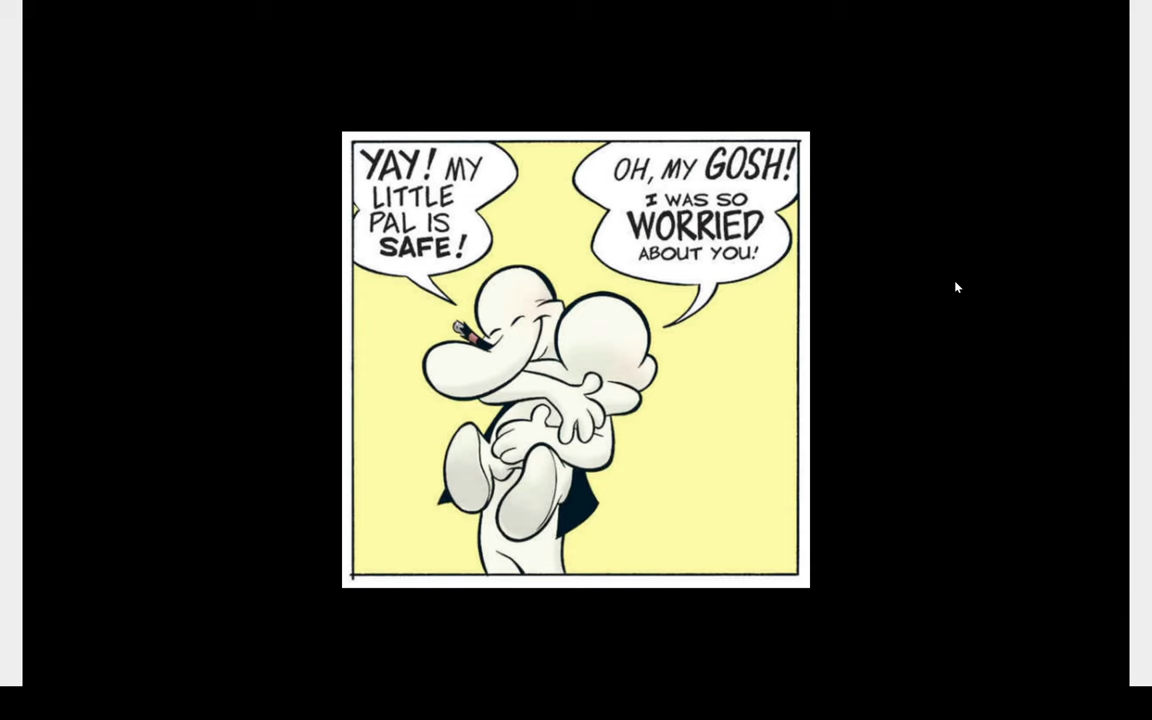 YAY! MY
LITTLE
PAL IS
SAFE!
OH, MY GOSH!
I WAS SO
WORRIED
ABOUT YOU!